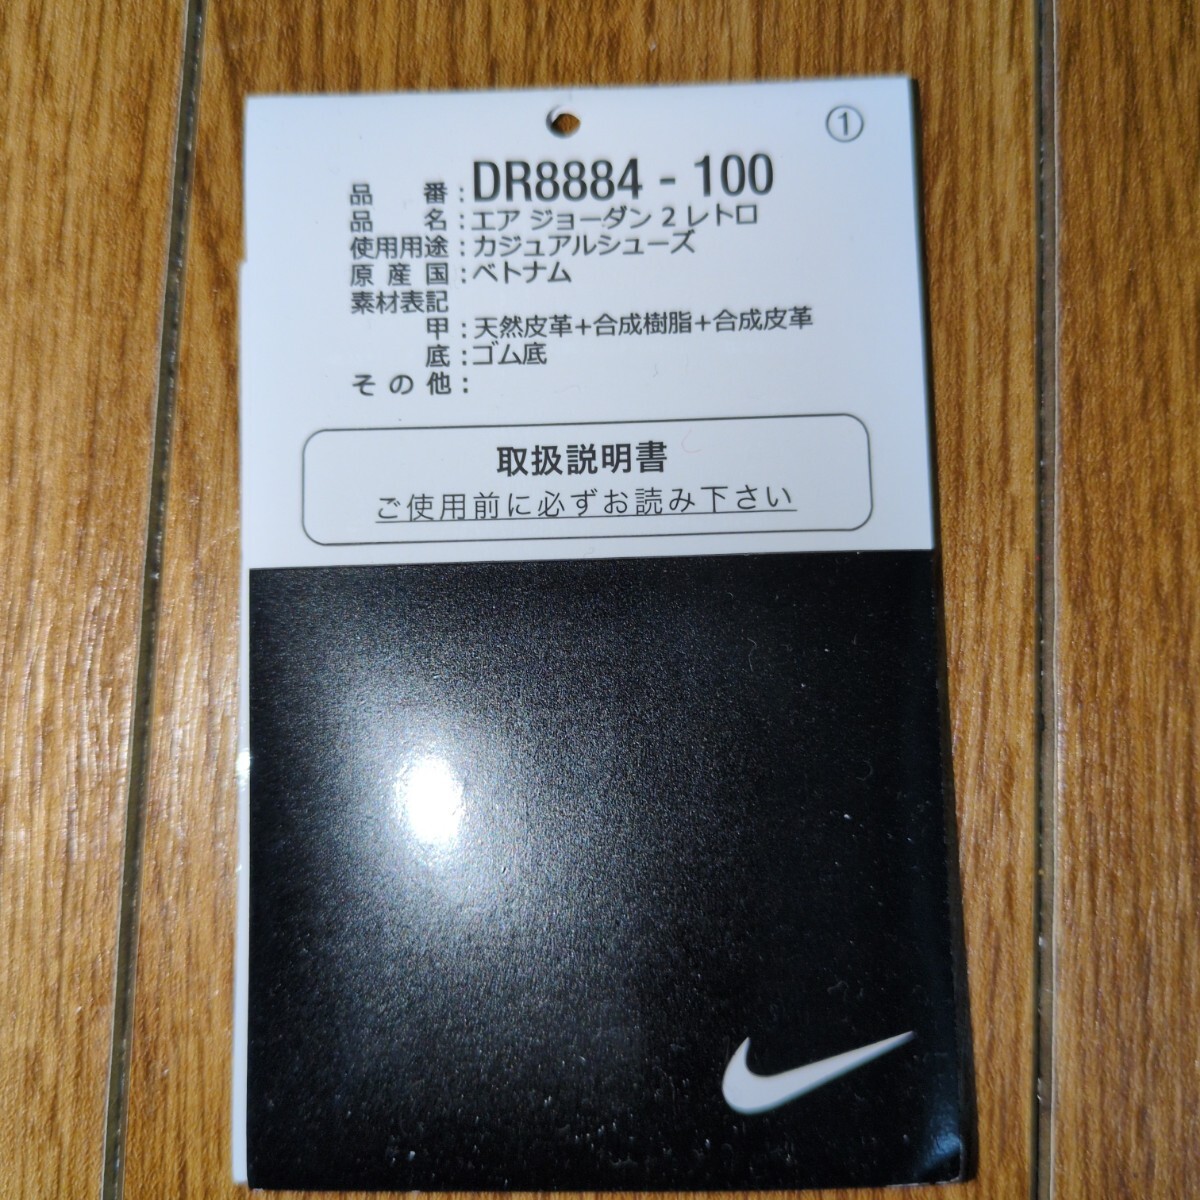 ①
品番:DR8884-100
品名:エア ジョーダン 2 レトロ
使用用途:カジュアルシューズ
原産国:ベトナム
素材表記
甲:天然皮革+合成樹脂+合成皮革
底:ゴム底
その他:
取扱説明書
ご使用前に必ずお読み下さい